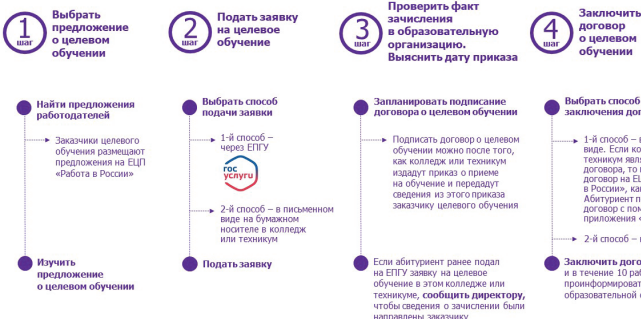 1
шаг
Выбрать
предложение
о целевом
обучении
Найти предложения
работодателей
Заказчики целевого
обучения размещают
предложения на ЕЦП
«Работа в России»
Изучить
предложение
о целевом обучении
2
шаг
Подать заявку
на целевое
обучение
Выбрать способ
подачи заявки
1-й способ –
через ЕПГУ
гос
услуги
2-й способ – в письменном
виде на бумажном
носителе в колледж
или техникум
Подать заявку
3
шаг
Проверить факт
зачисления
в образовательную
организацию.
Выяснить дату приказа
Запланировать подписание
договора о целевом обучении
Подписать договор о целевом
обучении можно после того,
как колледж или техникум
издадут приказ о приеме
на обучение и передадут
сведения из этого приказа
заказчику целевого обучения
Если абитуриент ранее подал
на ЕПГУ заявку на целевое
обучение в этом колледже или
техникуме, сообщить директору,
чтобы сведения о зачислении были
направлены заказчику
4
шаг
Заключить
договор
о целевом
обучении
Выбрать способ
заключения
1-й способ –
виде. Если
техникум
договора, то
договор на
в России»,
Абитуриент
договор с
приложения
2-й способ –
Заключить
и в течение 10
образовательной